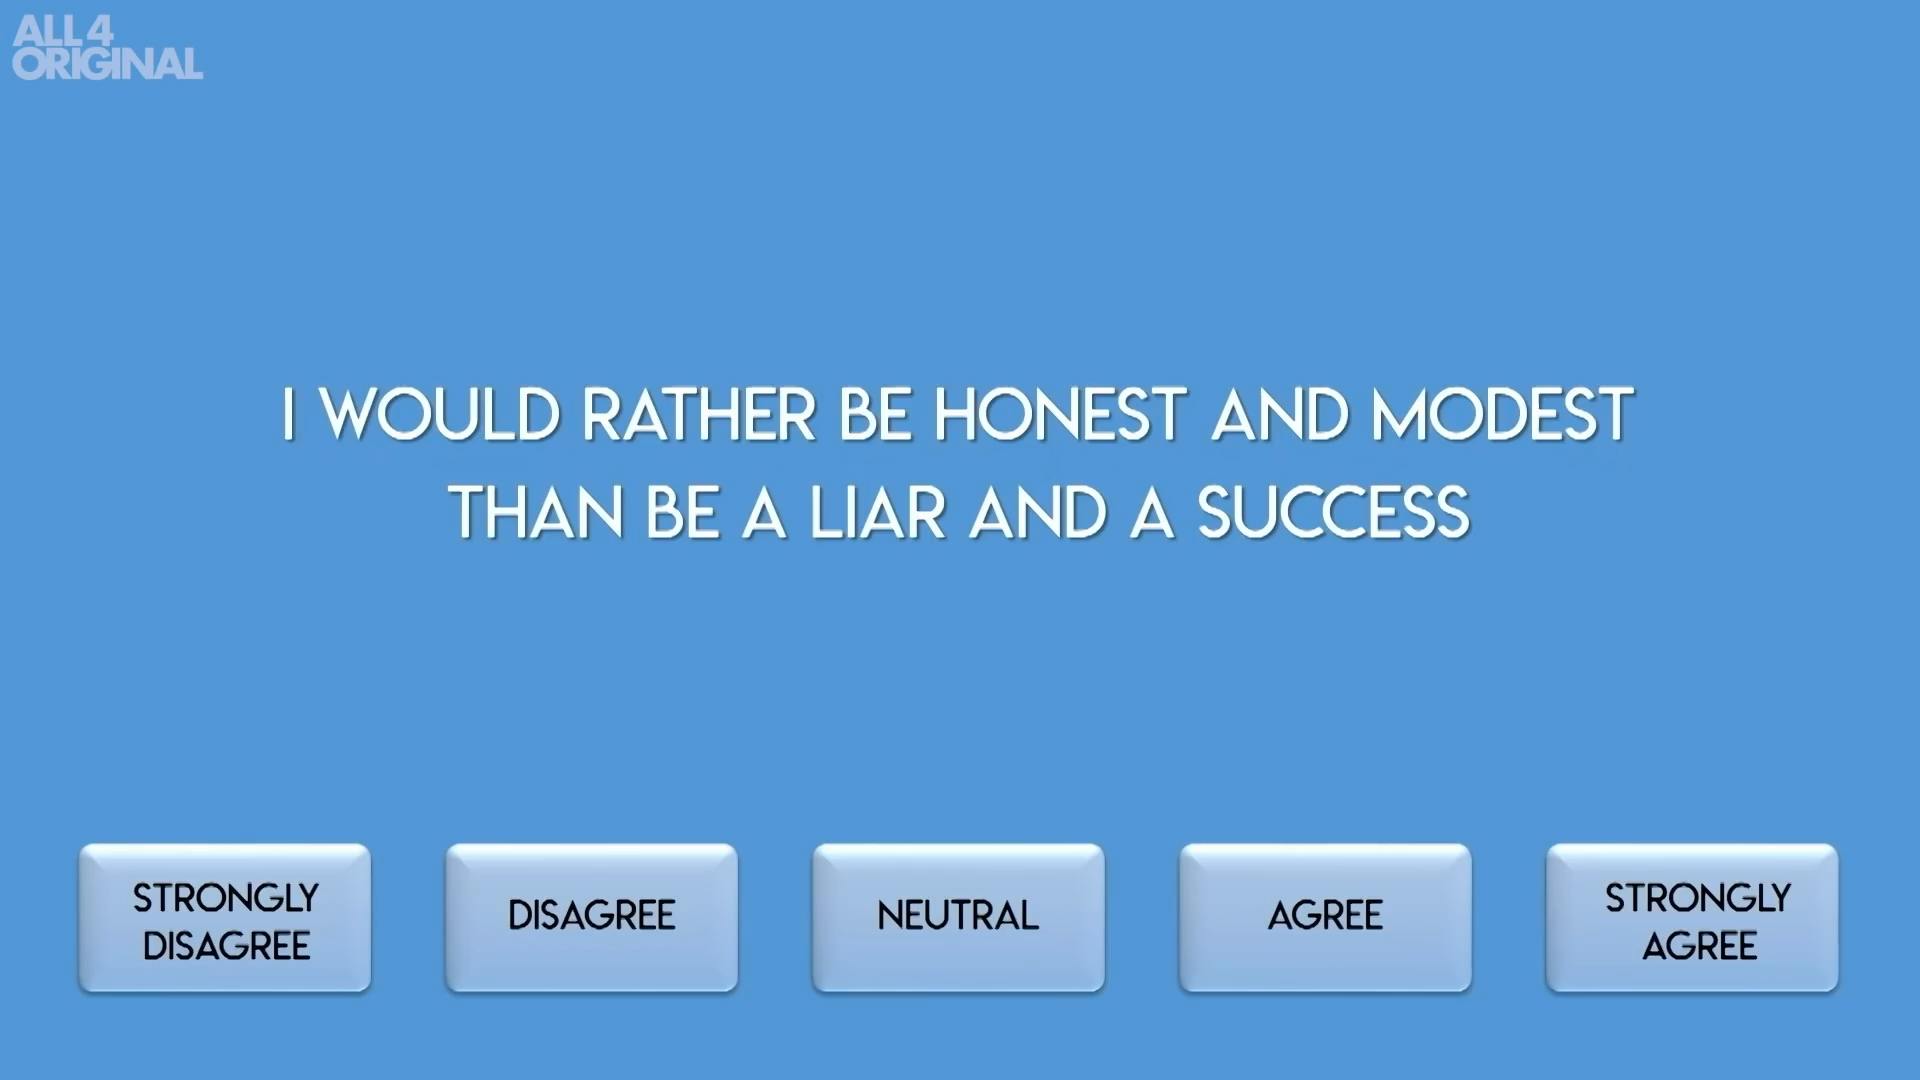 ALL 4
ORIGINAL
I WOULD RATHER BE HONEST AND MODEST
THAN BE A LIAR AND A SUCCESS
STRONGLY
DISAGREE
DISAGREE
NEUTRAL
AGREE
STRONGLY
AGREE